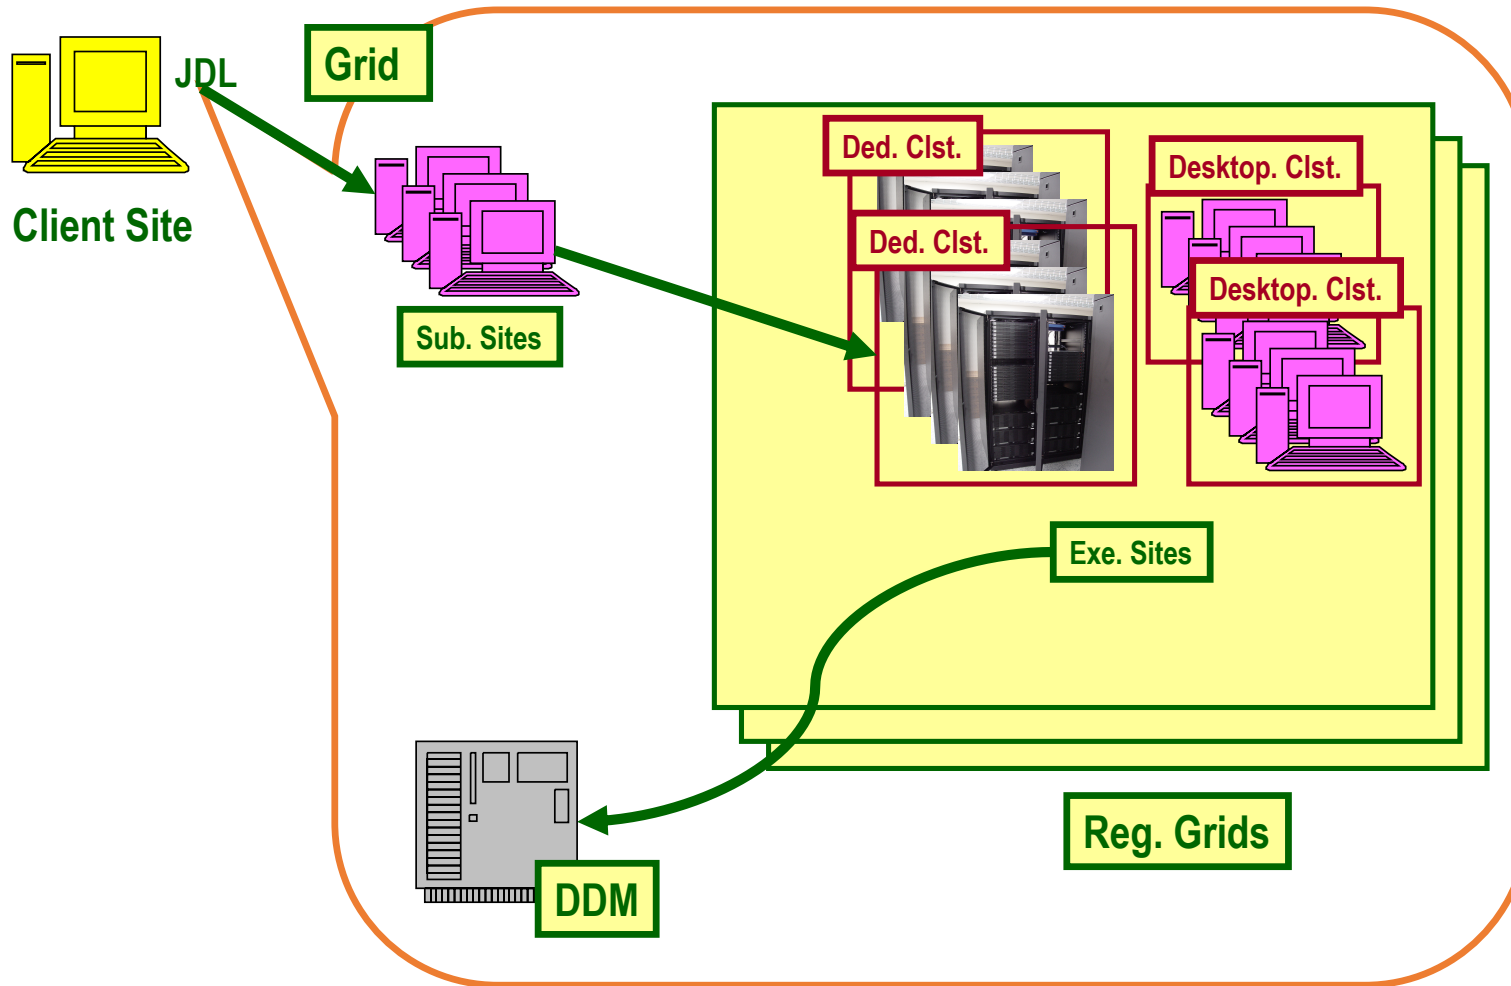 JDL
Grid
Client Site
Sub. Sites
Ded. Clst.
Desktop. Clst.
Ded. Clst.
Desktop. Clst.
Exe. Sites
Reg. Grids
DDM